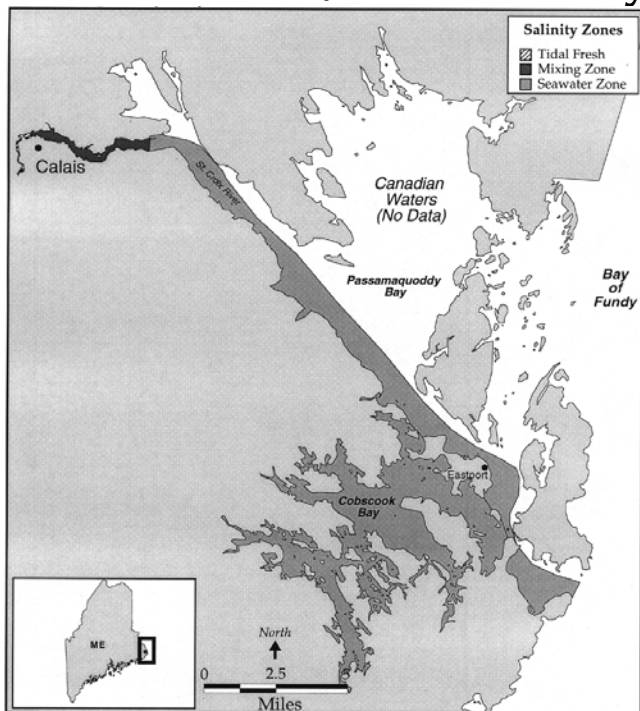 Salinity Zones
Tidal Fresh
Mixing Zone
Seawater Zone
Calais
St. Croix River
Canadian
Waters
(No Data)
Passamaquoddy
Bay
Bay
of
Fundy
Eastport
Cobscook
Bay
ME
North
0 2.5
Miles